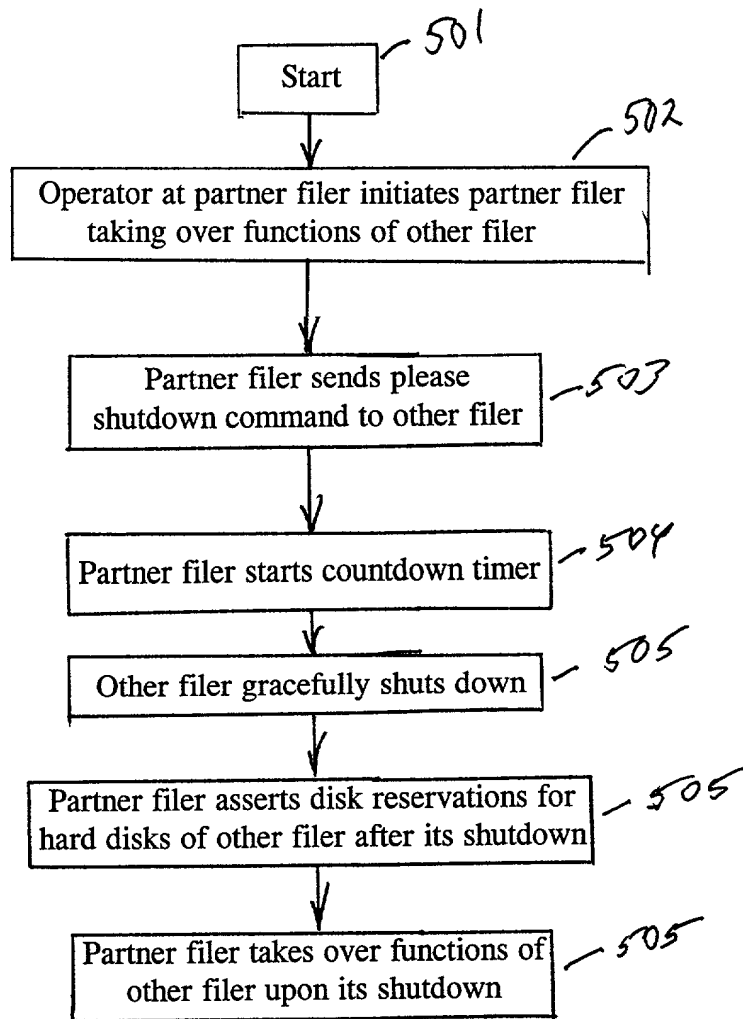 Start
501
502
Operator at partner filer initiates partner filer
taking over functions of other filer
Partner filer sends please
shutdown command to other filer
503
Partner filer starts countdown timer
504
Other filer gracefully shuts down
505
Partner filer asserts disk reservations for
hard disks of other filer after its shutdown
505
Partner filer takes over functions of
other filer upon its shutdown
505